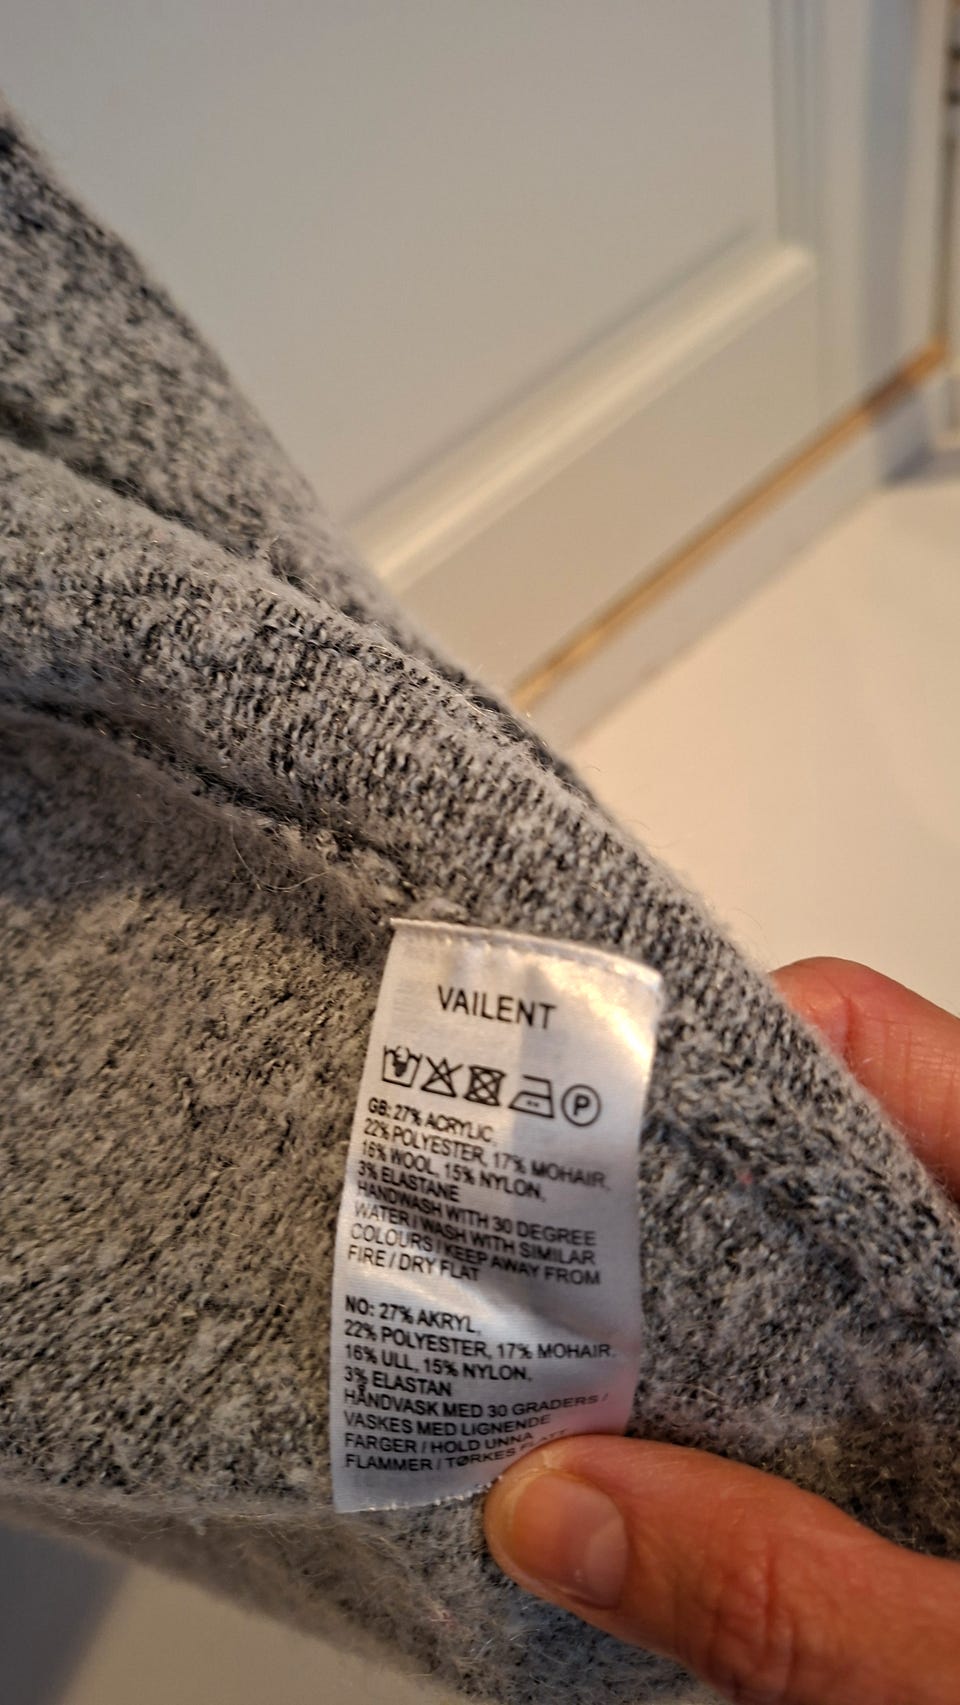 VAILENT
P
GB: 27% ACRYLIC,
22% POLYESTER, 17% MOHAIR,
16% WOOL, 15% NYLON,
3% ELASTANE
HANDWASH WITH 30 DEGREE
WATER / WASH WITH SIMILAR
COLOURS / KEEP AWAY FROM
FIRE / DRY FLAT
NO: 27% AKRYL,
22% POLYESTER, 17% MOHAIR,
16% ULL, 15% NYLON,
3% ELASTAN
HÅNDVASK MED 30 GRADERS /
VASKES MED LIGNENDE
FARGER / HOLD UNNA
FLAMMER / TØRKES FLATT